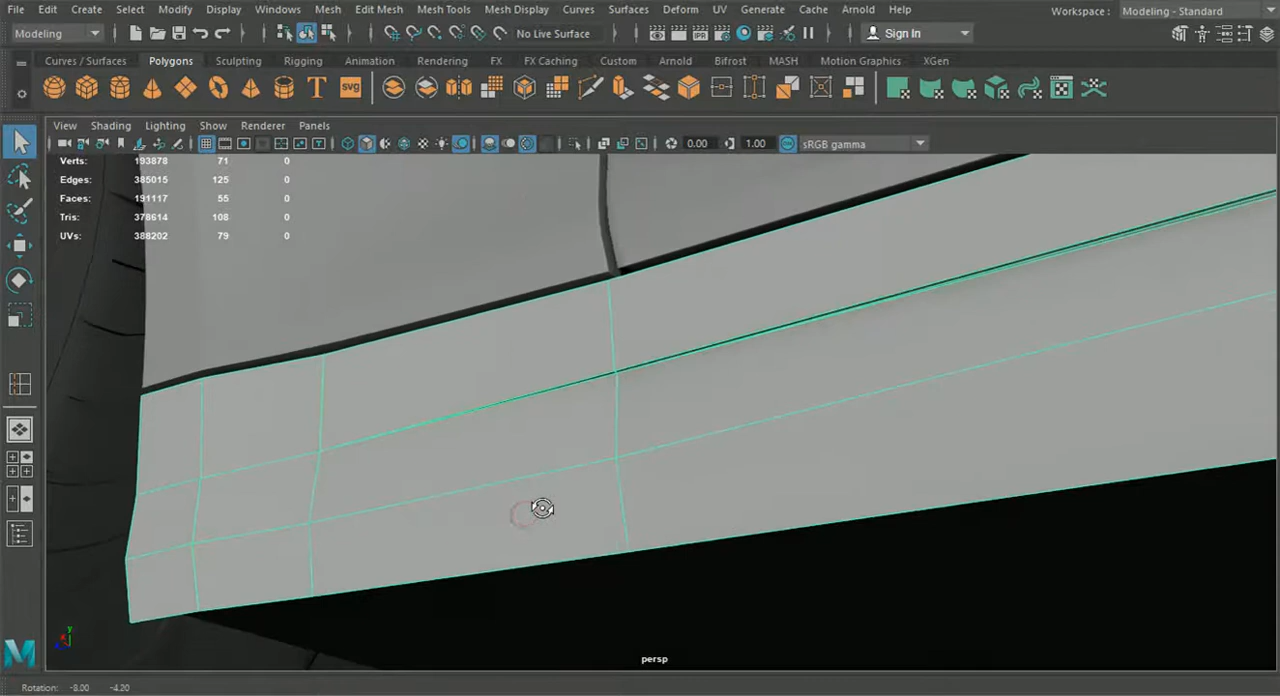 File Edit Create Select Modify Display Windows Mesh Edit Mesh Mesh Tools Mesh Display Curves Surfaces Deform UV Generate Cache Arnold Help Workspace : Modeling - Standard
Modeling No Live Surface Sign In
Curves / Surfaces Polygons Sculpting Rigging Animation Rendering FX FX Caching Custom Arnold Bifrost MASH Motion Graphics XGen
T SVG
View Shading Lighting Show Renderer Panels
0.00 1.00 sRGB gamma
Verts: 193878 71 0
Edges: 385015 125 0
Faces: 191117 55 0
Tris: 378614 108 0
UVs: 388202 79 0
y
persp
Rotation: -8.00 -4.20